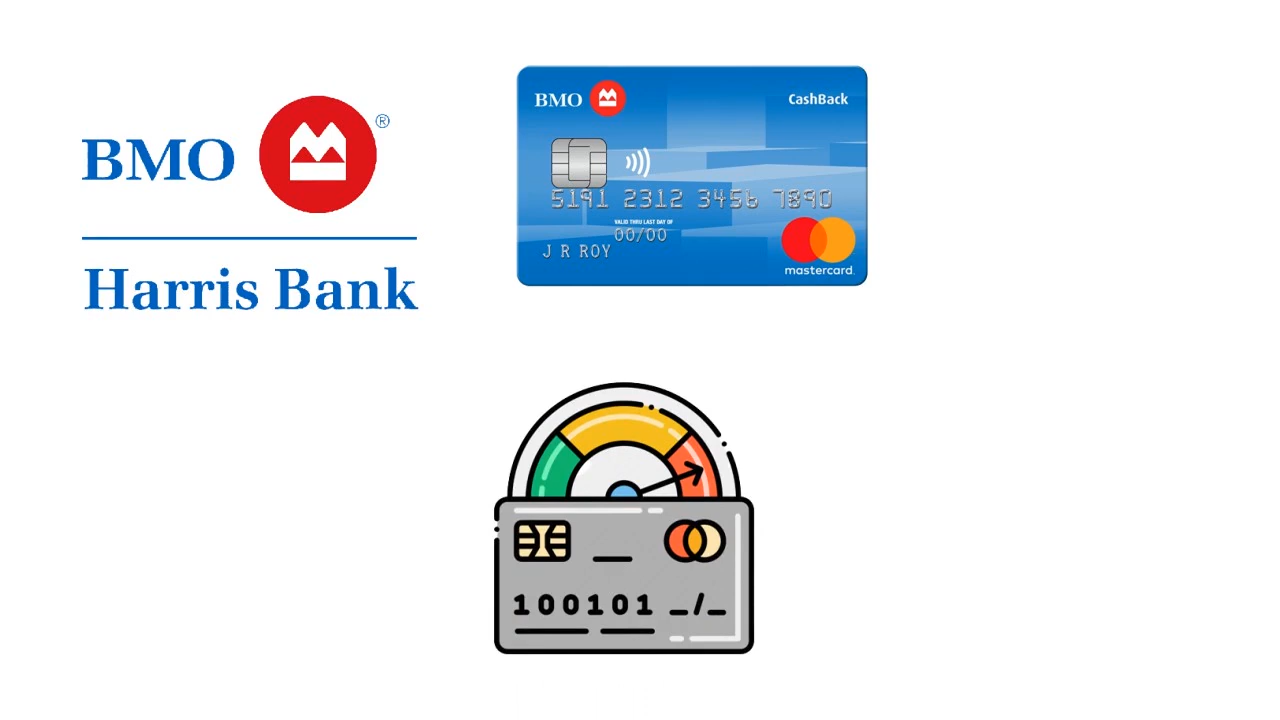 BMO ®
Harris Bank
BMO
CashBack
5191 2312 3456 7890
VALID THRU LAST DAY OF
00/00
J R ROY
mastercard.
100101 _/_